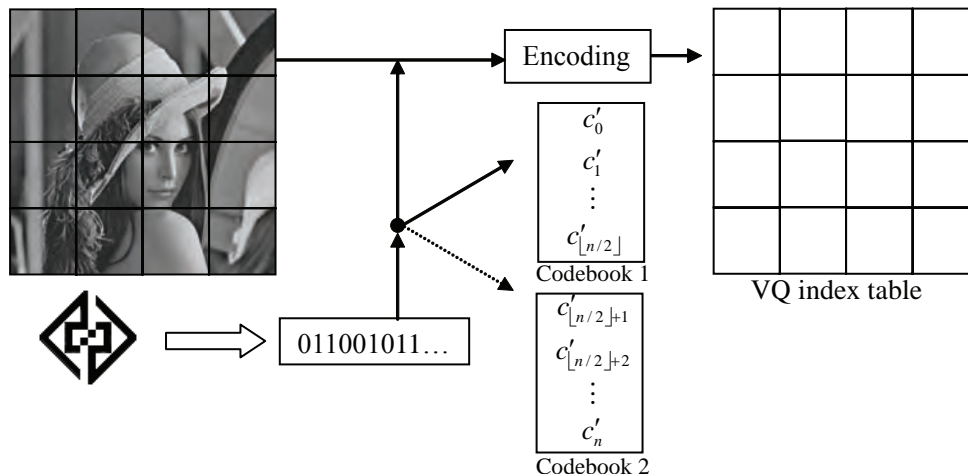 Encoding
c′₀
c′₁
⋮
c′⌊n/2⌋
Codebook 1
VQ index table
011001011…
c′⌊n/2⌋+1
c′⌊n/2⌋+2
⋮
c′ₙ
Codebook 2